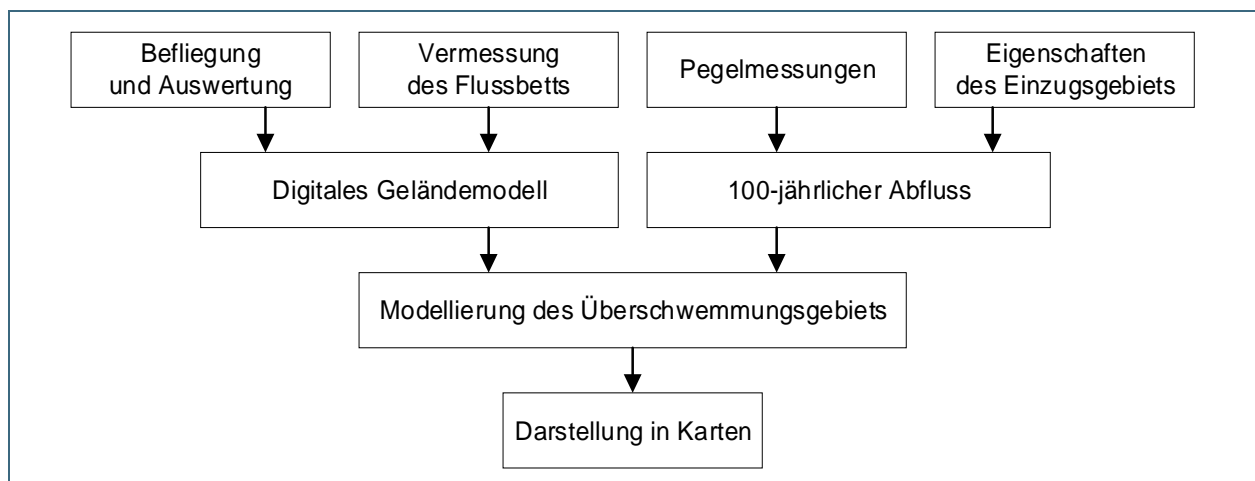 Befliegung
und Auswertung
Vermessung
des Flussbetts
Pegelmessungen
Eigenschaften
des Einzugsgebiets
Digitales Geländemodell
100-jährlicher Abfluss
Modellierung des Überschwemmungsgebiets
Darstellung in Karten